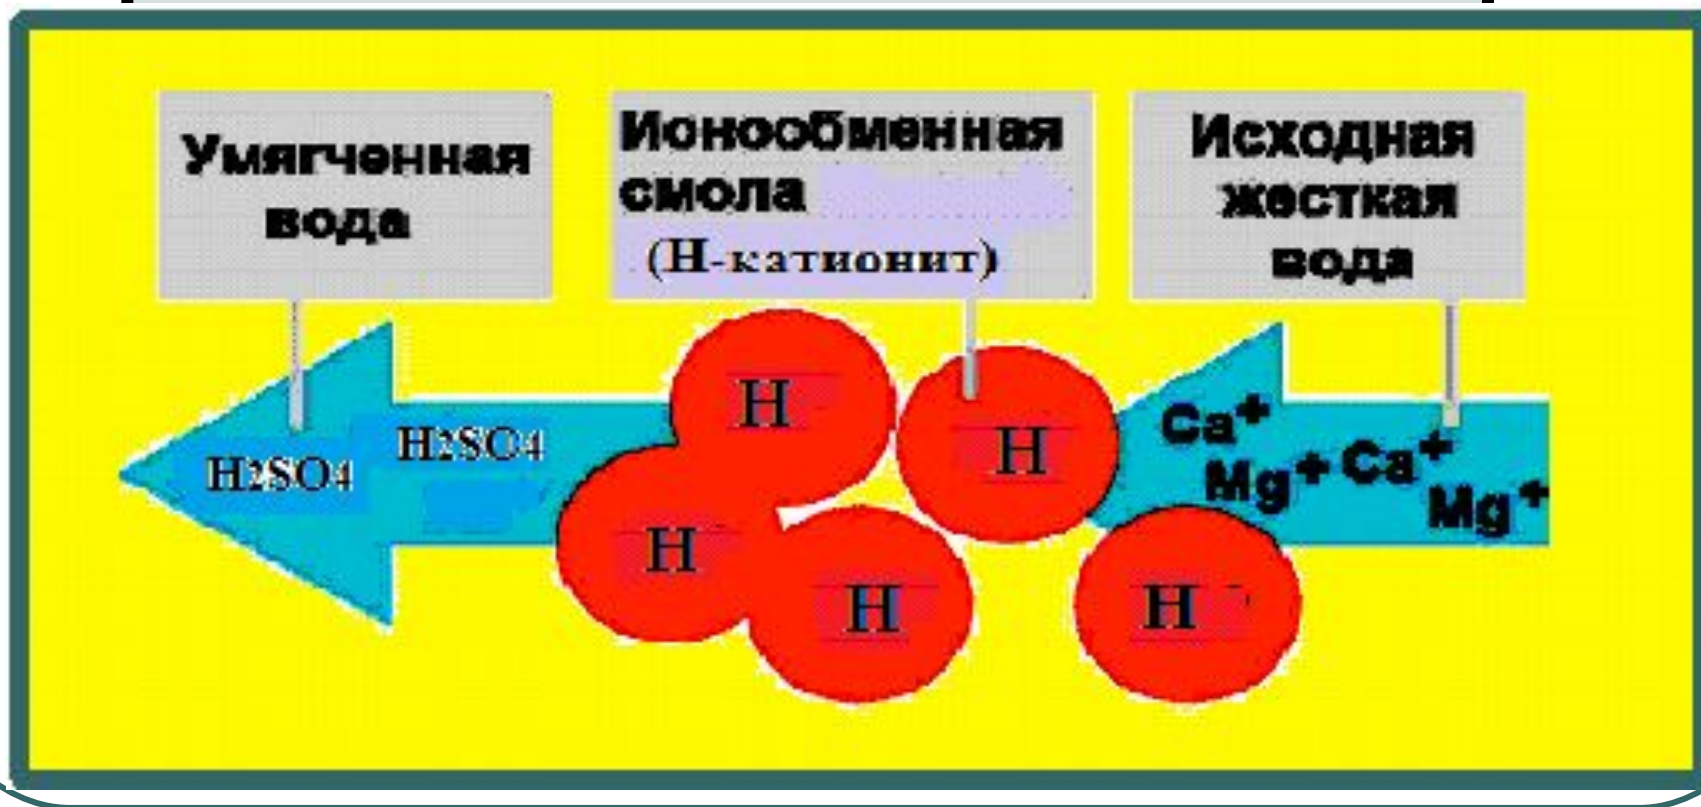 Умягченная
вода
Ионообменная
смола
(Н-катионит)
Исходная
жесткая
вода
H2SO4
H2SO4
H
H
H
H
H
Ca+
Mg+
Ca+
Mg+